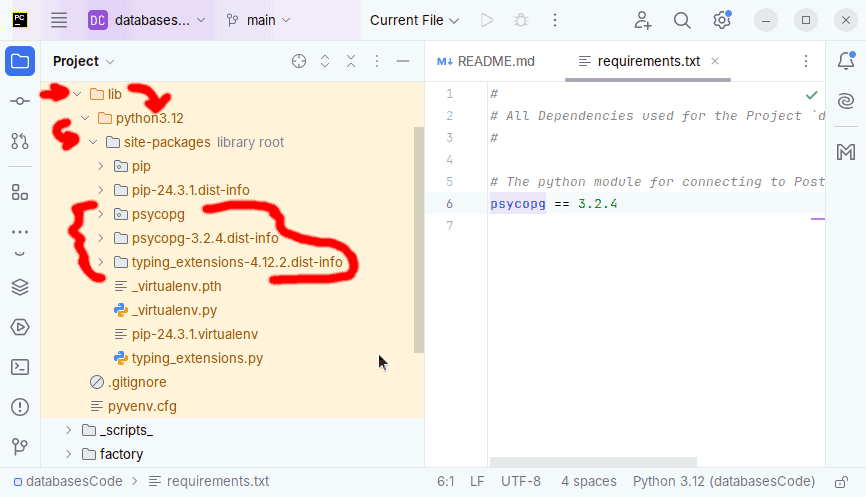 PC
DC databases... main Current File
Project
README.md requirements.txt
lib
python3.12
site-packages library root
pip
pip-24.3.1.dist-info
psycopg
psycopg-3.2.4.dist-info
typing_extensions-4.12.2.dist-info
_virtualenv.pth
_virtualenv.py
pip-24.3.1.virtualenv
typing_extensions.py
.gitignore
pyvenv.cfg
_scripts_
factory
1 #
2 # All Dependencies used for the Project `d
3 #
4
5 # The python module for connecting to Post
6 psycopg == 3.2.4
7
databasesCode > requirements.txt 6:1 LF UTF-8 4 spaces Python 3.12 (databasesCode)